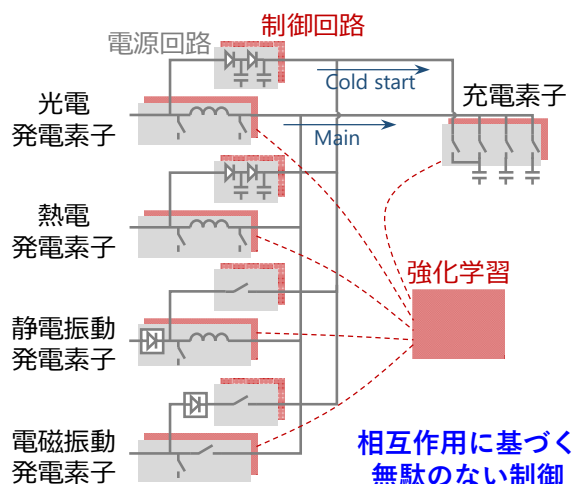 制御回路
電源回路
Cold start
充電素子
光電
発電素子
Main
熱電
発電素子
強化学習
静電振動
発電素子
電磁振動
発電素子
相互作用に基づく
無駄のない制御